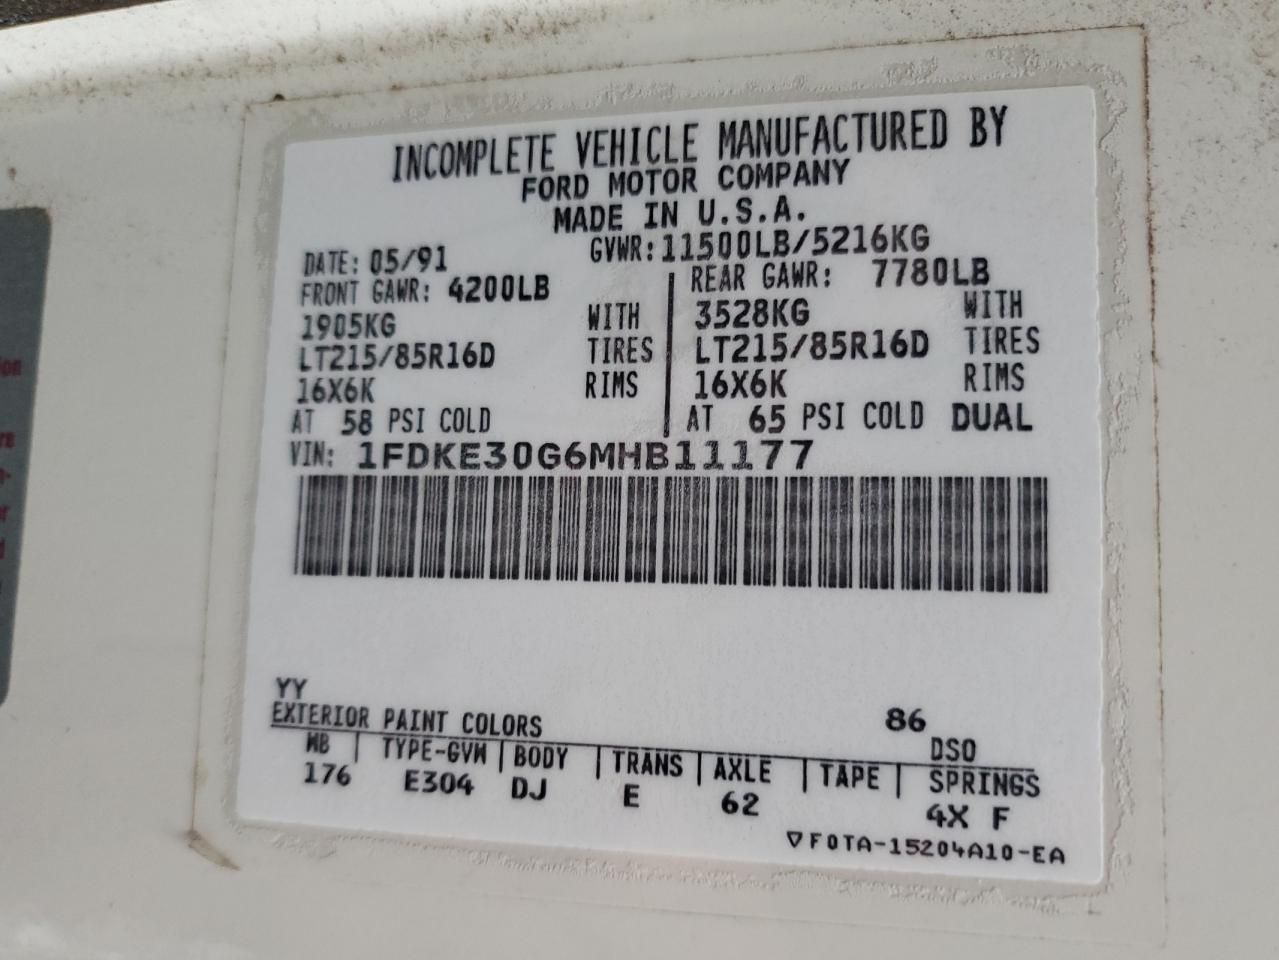 INCOMPLETE VEHICLE MANUFACTURED BY
FORD MOTOR COMPANY
MADE IN U.S.A.
DATE: 05/91 GVWR: 11500LB/5216KG
FRONT GAWR: 4200LB REAR GAWR: 7780LB
1905KG WITH 3528KG WITH
LT215/85R16D TIRES LT215/85R16D TIRES
16X6K RIMS 16X6K RIMS
AT 58 PSI COLD AT 65 PSI COLD DUAL
VIN: 1FDKE30G6MHB11177
YY
EXTERIOR PAINT COLORS 86 DSO
WB | TYPE-GVW | BODY | TRANS | AXLE | TAPE | SPRINGS
176 E304 DJ E 62 4X F
▽F0TA-15204A10-EA